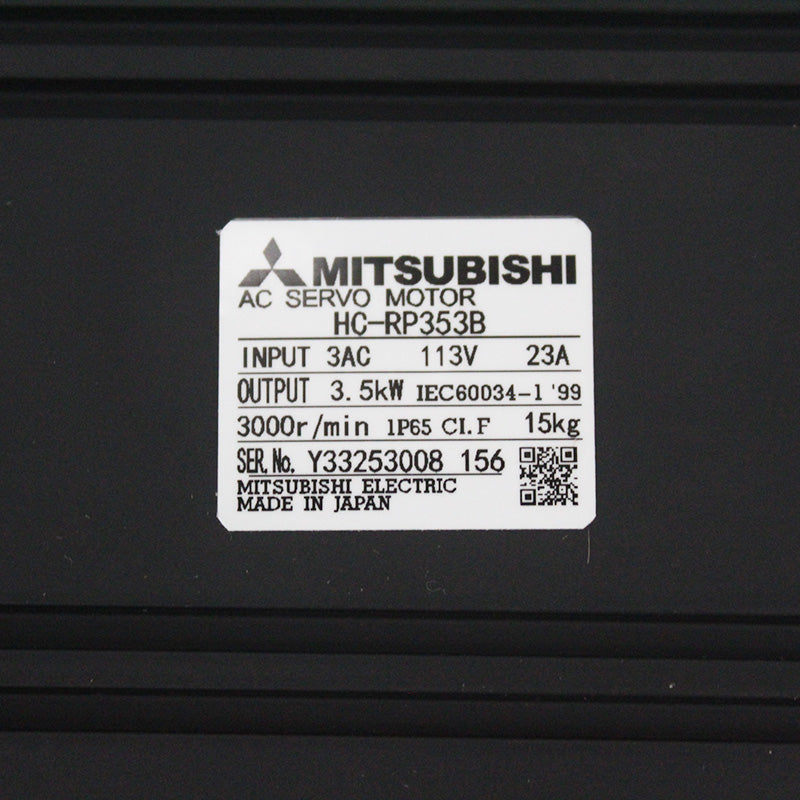 MITSUBISHI
AC SERVO MOTOR
HC-RP353B
INPUT 3AC 113V 23A
OUTPUT 3.5kW IEC60034-1 '99
3000r/min IP65 CI.F 15kg
SER.No. Y33253008 156
MITSUBISHI ELECTRIC
MADE IN JAPAN